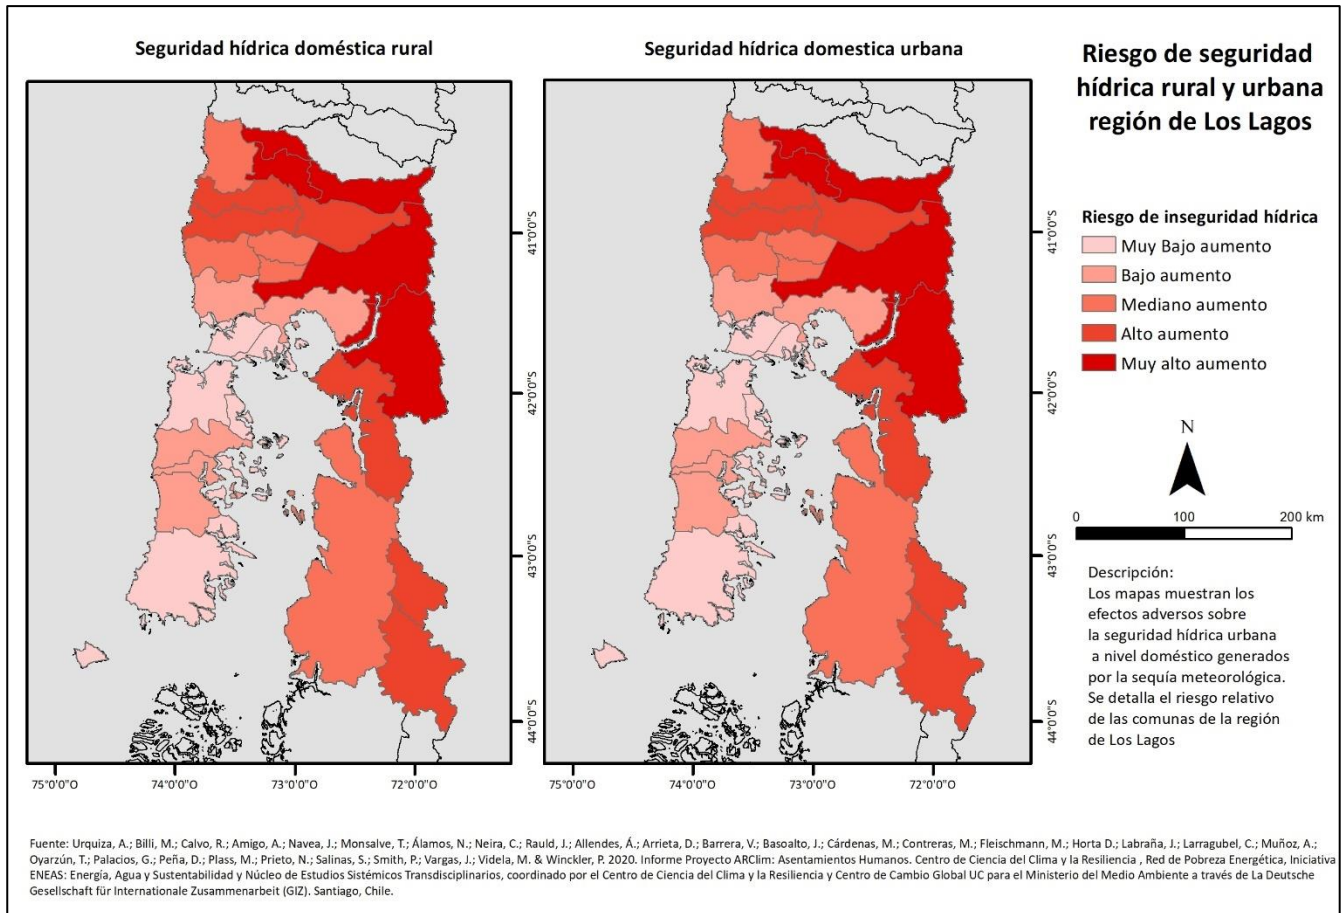 Seguridad hídrica doméstica rural
Seguridad hídrica domestica urbana
Riesgo de seguridad
hídrica rural y urbana
región de Los Lagos
41°0'0"S
42°0'0"S
43°0'0"S
44°0'0"S
75°0'0"O
74°0'0"O
73°0'0"O
72°0'0"O
41°0'0"S
42°0'0"S
43°0'0"S
44°0'0"S
75°0'0"O
74°0'0"O
73°0'0"O
72°0'0"O
Riesgo de inseguridad hídrica
Muy Bajo aumento
Bajo aumento
Mediano aumento
Alto aumento
Muy alto aumento
N
0 100 200 km
Descripción:
Los mapas muestran los
efectos adversos sobre
la seguridad hídrica urbana
a nivel doméstico generados
por la sequía meteorológica.
Se detalla el riesgo relativo
de las comunas de la región
de Los Lagos
Fuente: Urquiza, A.; Billi, M.; Calvo, R.; Amigo, A.; Navea, J.; Monsalve, T.; Álamos, N.; Neira, C.; Rauld, J.; Allendes, Á.; Arrieta, D.; Barrera, V.; Basoalto, J.; Cárdenas, M.; Contreras, M.; Fleischmann, M.; Horta D.; Labraña, J.; Larragubel, C.; Muñoz, A.;
Oyarzún, T.; Palacios, G.; Peña, D.; Plass, M.; Prieto, N.; Salinas, S.; Smith, P.; Vargas, J.; Videla, M. & Winckler, P. 2020. Informe Proyecto ARClim: Asentamientos Humanos. Centro de Ciencia del Clima y la Resiliencia , Red de Pobreza Energética, Iniciativa
ENEAS: Energía, Agua y Sustentabilidad y Núcleo de Estudios Sistémicos Transdisciplinarios, coordinado por el Centro de Ciencia del Clima y la Resiliencia y Centro de Cambio Global UC para el Ministerio del Medio Ambiente a través de La Deutsche
Gesellschaft für Internationale Zusammenarbeit (GIZ). Santiago, Chile.